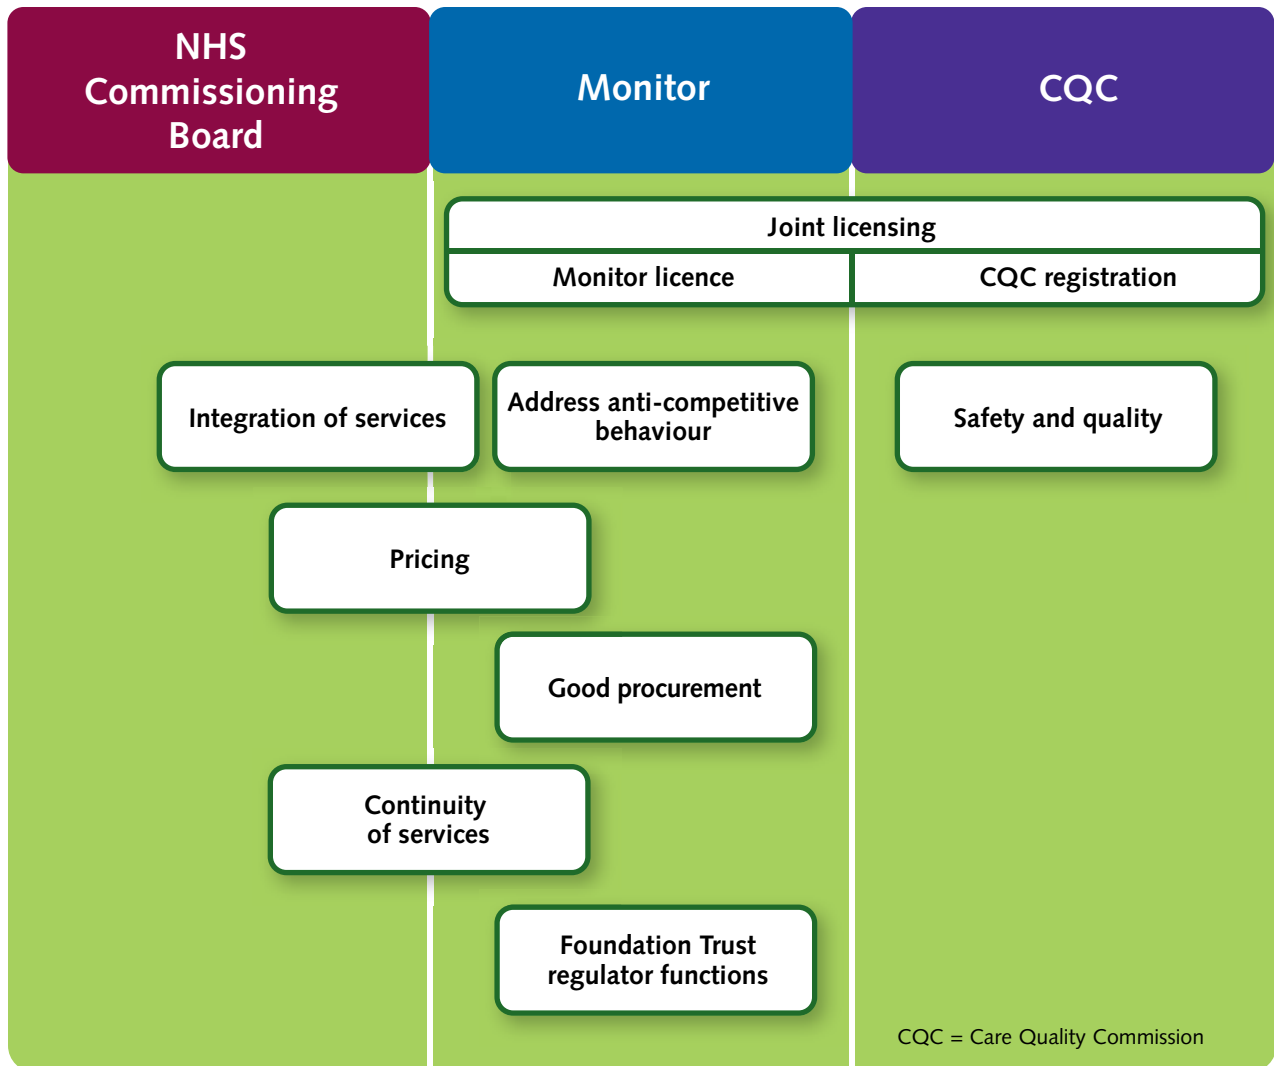 NHS
Commissioning
Board
Monitor
CQC
Joint licensing
Monitor licence
CQC registration
Integration of services
Address anti-competitive
behaviour
Safety and quality
Pricing
Good procurement
Continuity
of services
Foundation Trust
regulator functions
CQC = Care Quality Commission